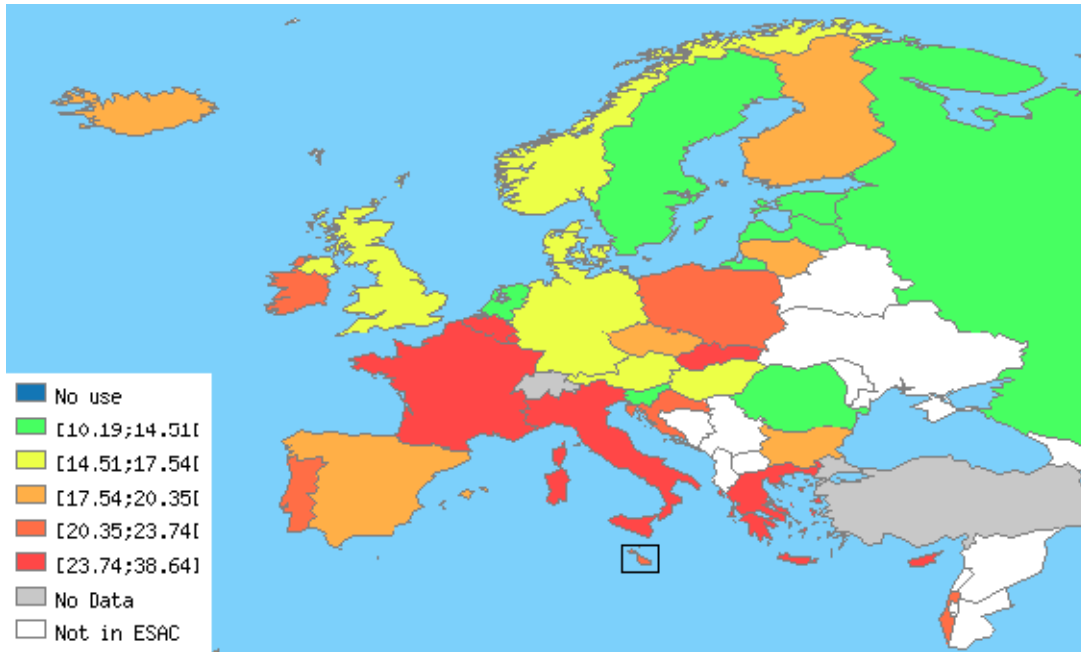 No use
[10.19;14.51[
[14.51;17.54[
[17.54;20.35[
[20.35;23.74[
[23.74;38.64]
No Data
Not in ESAC